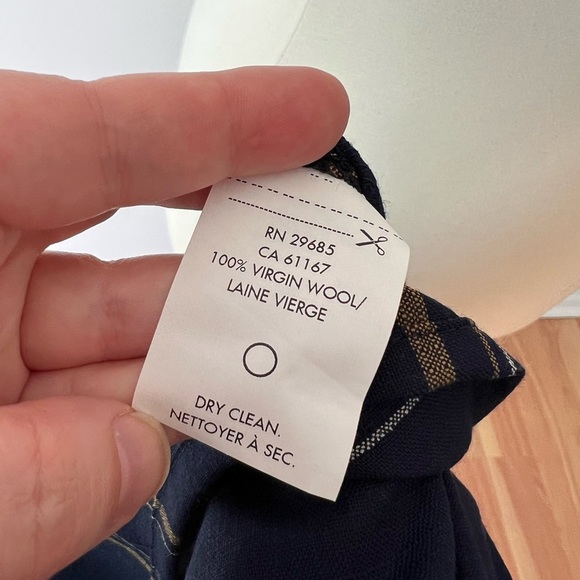 RN 29685
CA 61167
100% VIRGIN WOOL/
LAINE VIERGE
DRY CLEAN.
NETTOYER À SEC.